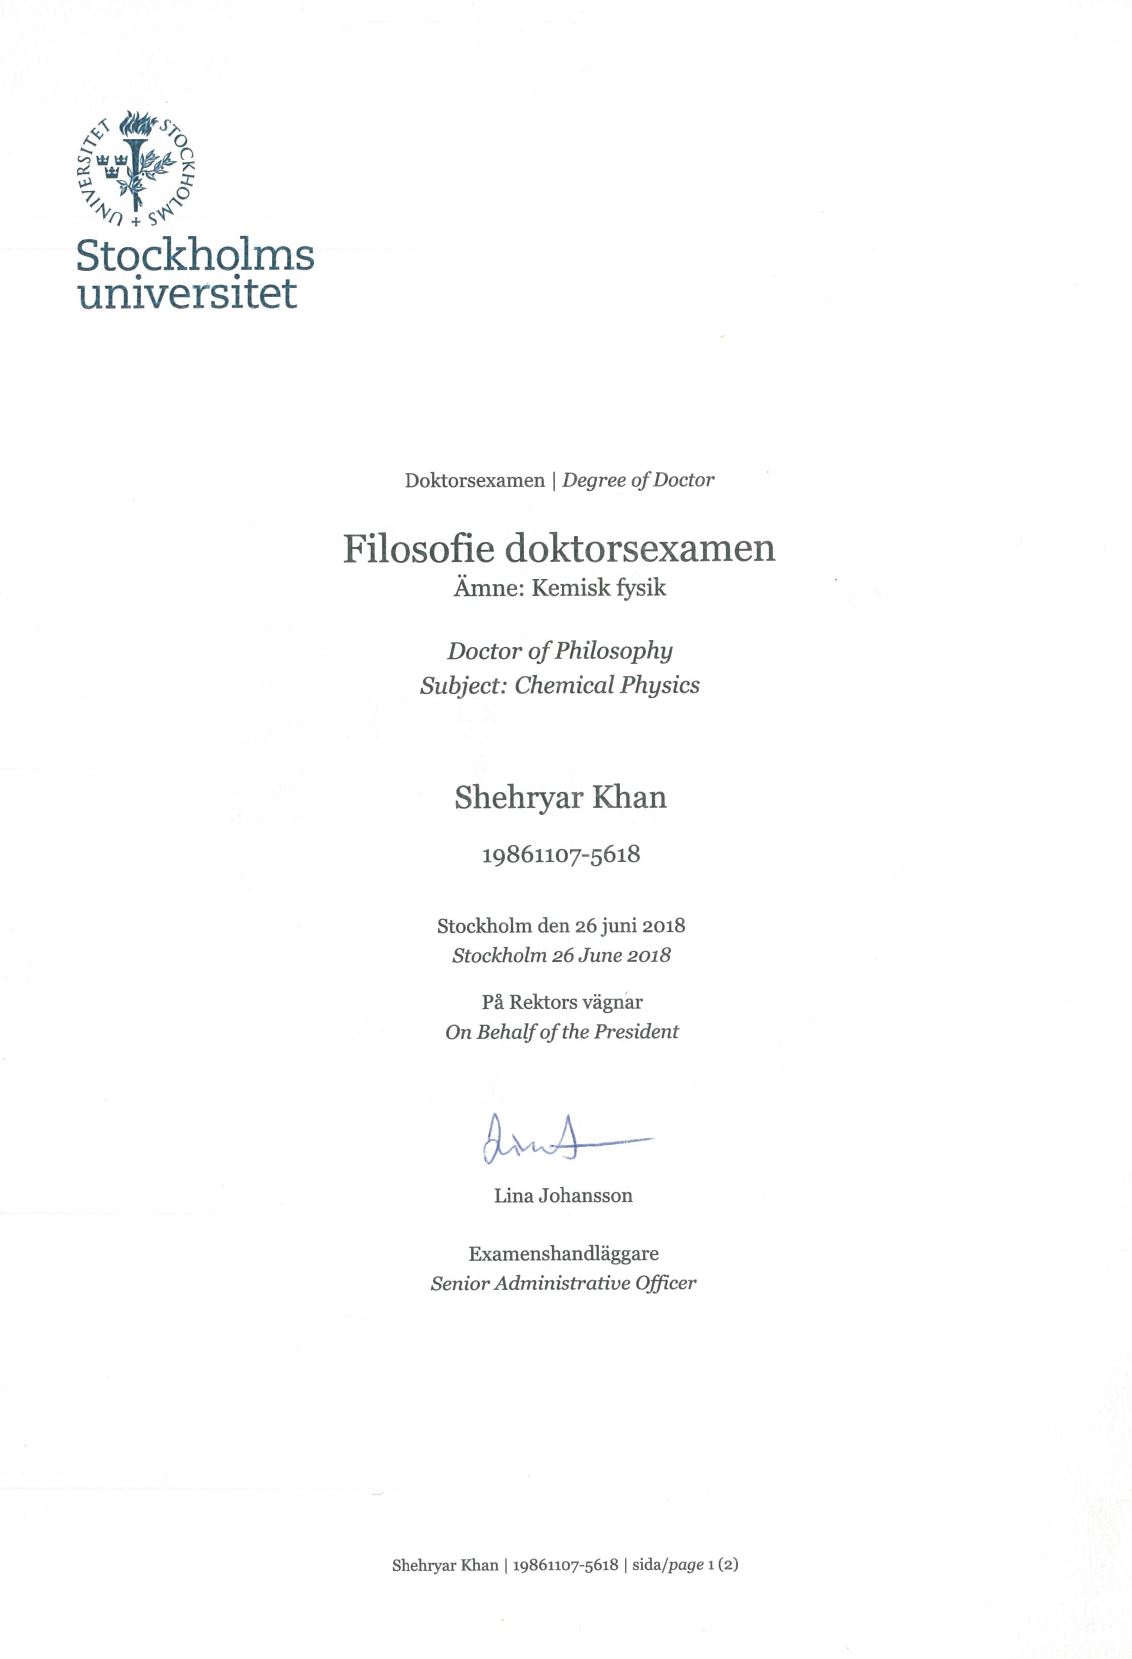 UNIVERSITET STOCKHOLMS +
Stockholms
universitet
Doktorsexamen | Degree of Doctor
Filosofie doktorsexamen
Ämne: Kemisk fysik
Doctor of Philosophy
Subject: Chemical Physics
Shehryar Khan
19861107-5618
Stockholm den 26 juni 2018
Stockholm 26 June 2018
På Rektors vägnar
On Behalf of the President
Lina Johansson
Examenshandläggare
Senior Administrative Officer
Shehryar Khan | 19861107-5618 | sida/page 1 (2)